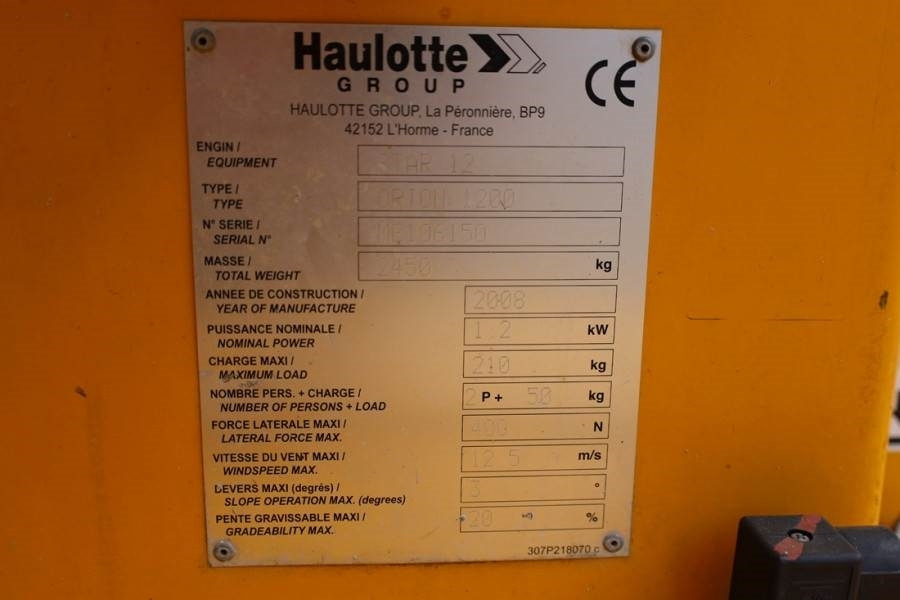 Haulotte
GROUP
CE
HAULOTTE GROUP, La Péronnière, BP9
42152 L'Horme - France
ENGIN /
EQUIPMENT
STAR 12
TYPE /
TYPE
ORION 1200
N° SERIE /
SERIAL N°
ME106150
MASSE /
TOTAL WEIGHT
2450 kg
ANNEE DE CONSTRUCTION /
YEAR OF MANUFACTURE
2008
PUISSANCE NOMINALE /
NOMINAL POWER
1.2 kW
CHARGE MAXI /
MAXIMUM LOAD
210 kg
NOMBRE PERS. + CHARGE /
NUMBER OF PERSONS + LOAD
2 P + 50 kg
FORCE LATERALE MAXI /
LATERAL FORCE MAX.
400 N
VITESSE DU VENT MAXI /
WINDSPEED MAX.
12 5 m/s
DEVERS MAXI (degrés) /
SLOPE OPERATION MAX. (degrees)
3 °
PENTE GRAVISSABLE MAXI /
GRADEABILITY MAX.
%
307P218070 c